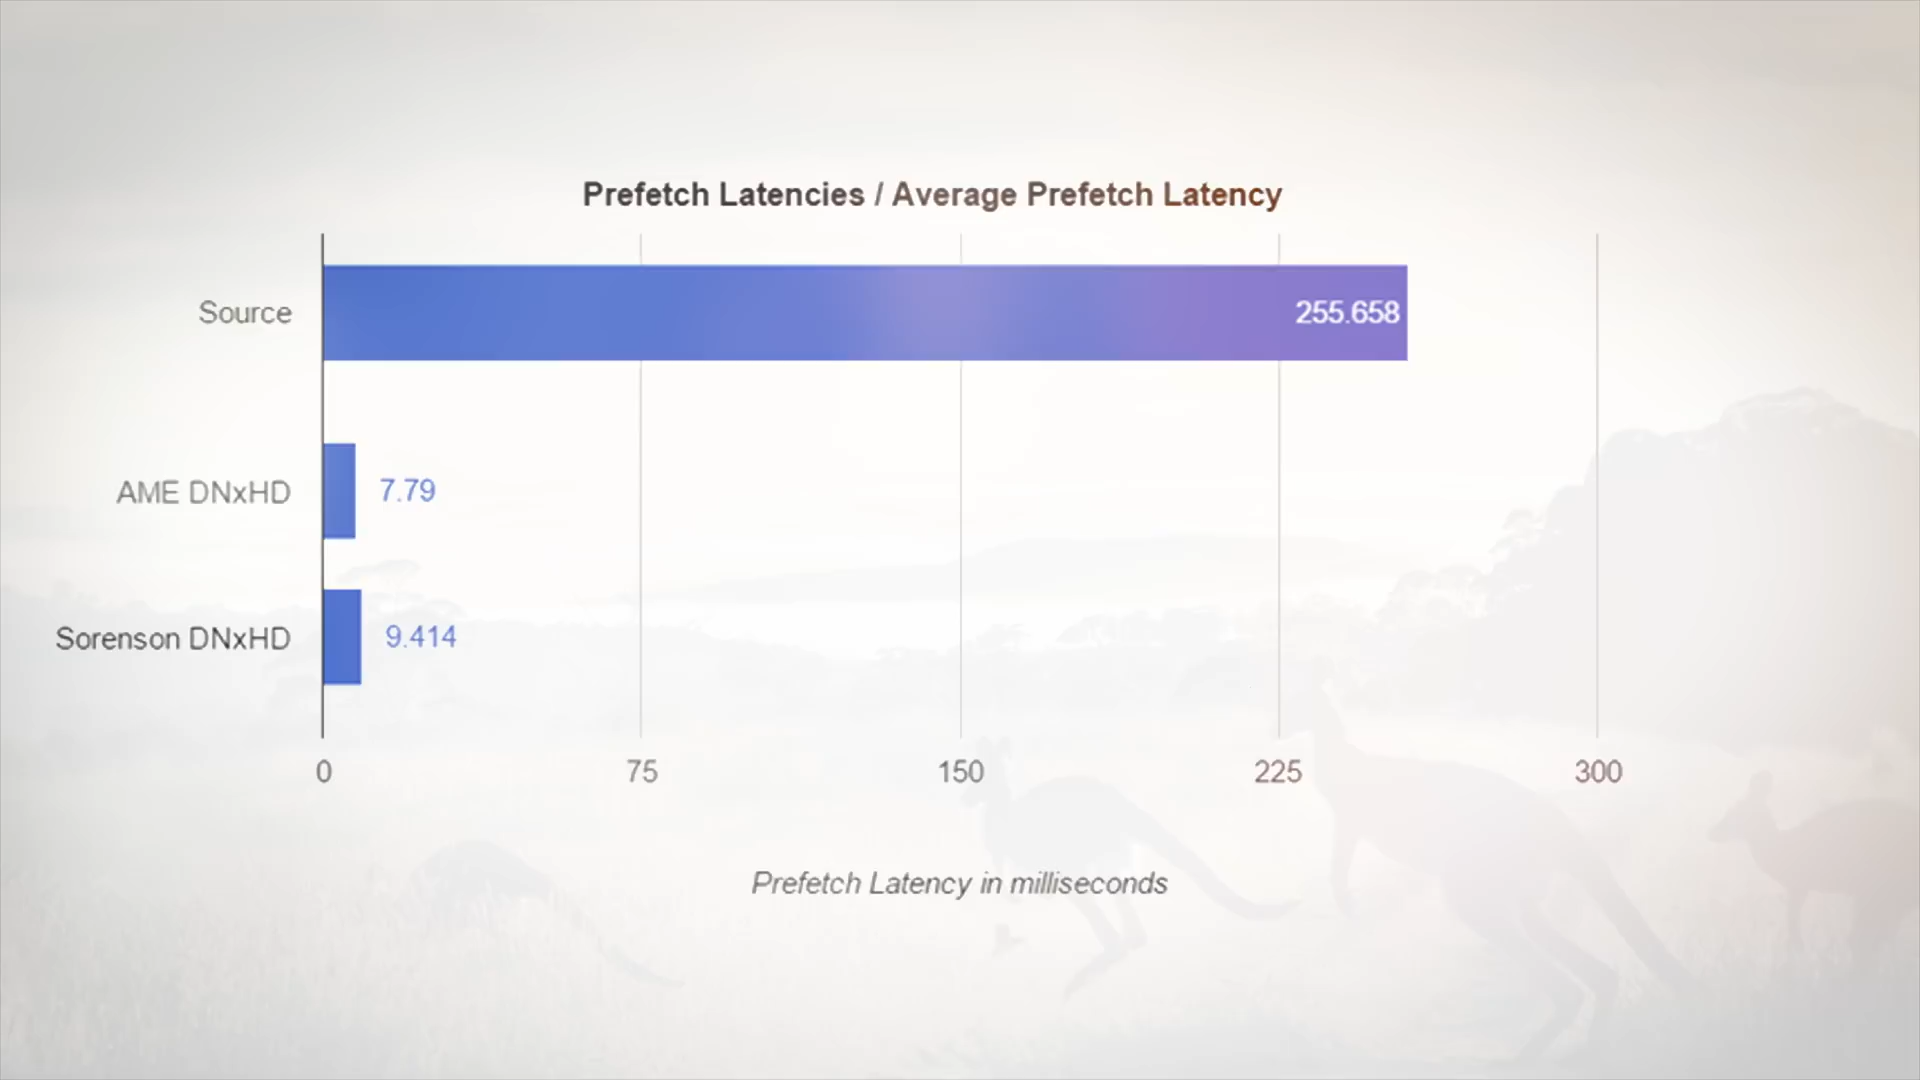 Prefetch Latencies / Average Prefetch Latency
Source
255.658
AME DNxHD
7.79
Sorenson DNxHD
9.414
0 75 150 225 300
Prefetch Latency in milliseconds